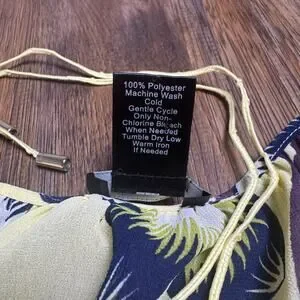 100% Polyester
Machine Wash
Cold
Gentle Cycle
Only Non-
Chlorine Bleach
When Needed
Tumble Dry Low
Warm Iron
If Needed